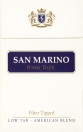 SAN MARINO
KING SIZE
Filter Tipped
LOW TAR - AMERICAN BLEND